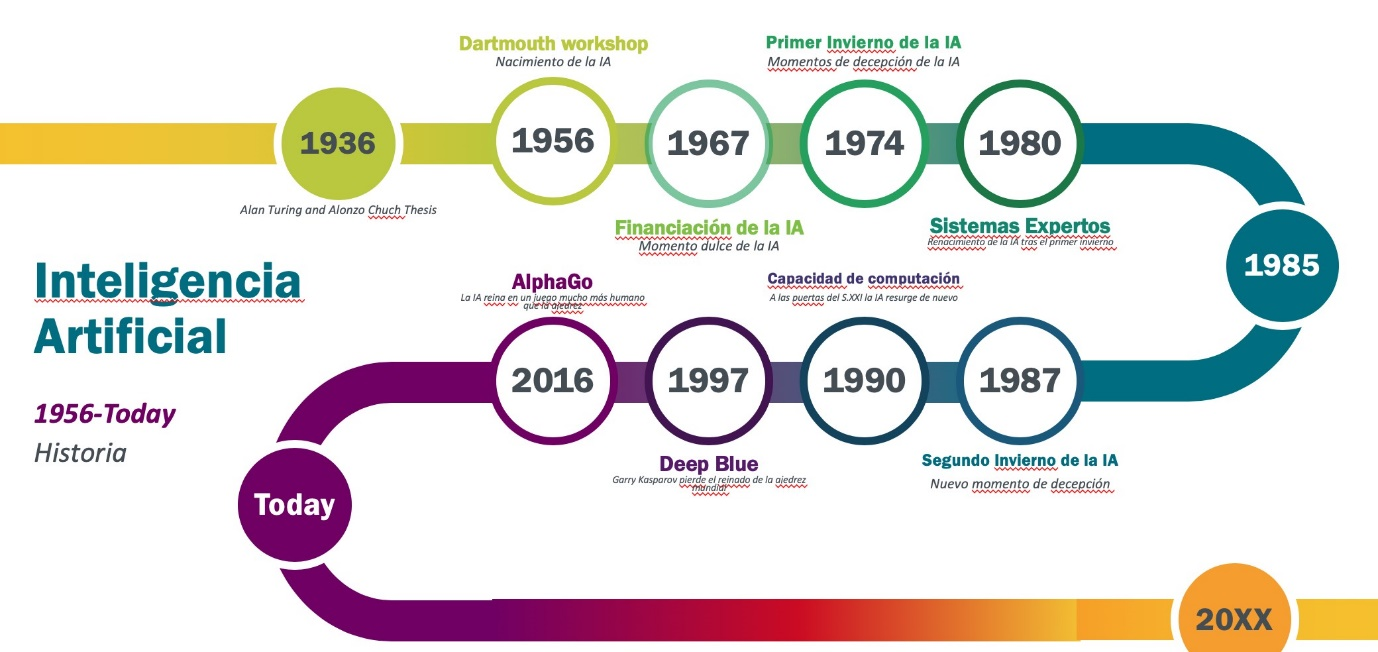 Dartmouth workshop
Nacimiento de la IA
Primer Invierno de la IA
Momentos de decepción de la IA
1936
1956
1967
1974
1980
Alan Turing and Alonzo Chuch Thesis
Financiación de la IA
Momento dulce de la IA
Sistemas Expertos
Renacimiento de la IA tras el primer invierno
1985
Inteligencia
Artificial
1956-Today
Historia
AlphaGo
La IA reina en un juego mucho más humano
que la ajedrez
Capacidad de computación
A las puertas del S.XXI la IA resurge de nuevo
2016
1997
1990
1987
Deep Blue
Garry Kasparov pierde el reinado de la ajedrez
mundial
Segundo Invierno de la IA
Nuevo momento de decepción
Today
20XX